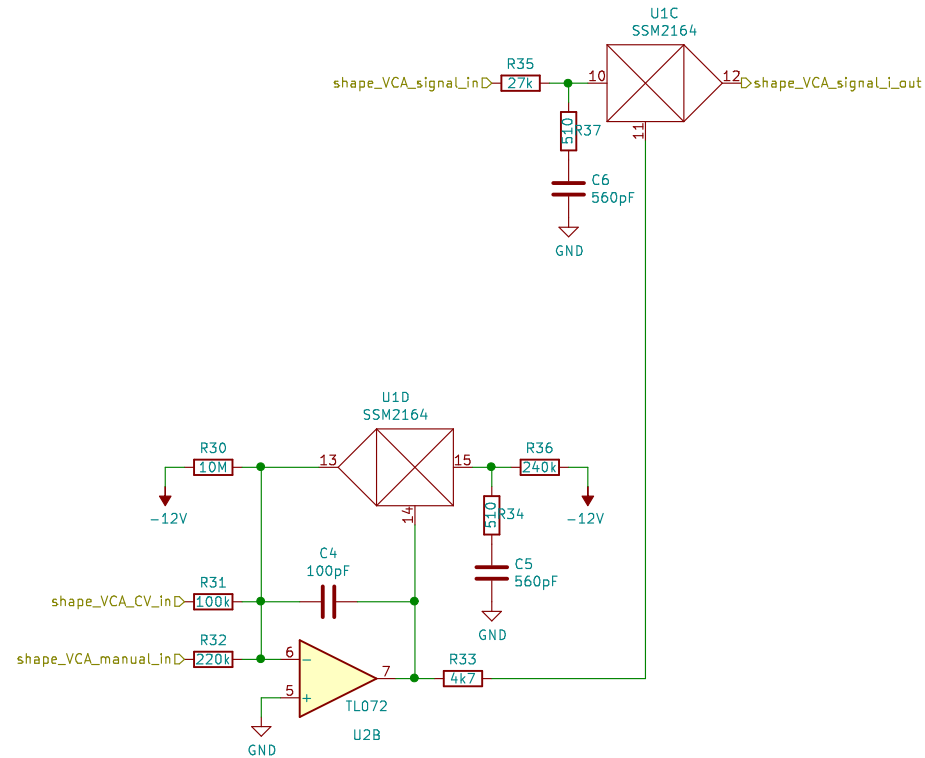 U1C
SSM2164
R35
shape_VCA_signal_in
27k
10
12
shape_VCA_signal_i_out
510
R37
11
C6
560pF
GND
U1D
SSM2164
R30
10M
13
15
R36
240k
-12V
14
510
R34
-12V
C4
100pF
C5
560pF
R31
shape_VCA_CV_in
100k
GND
R32
shape_VCA_manual_in
220k
6
-
7
R33
4k7
5
+
TL072
U2B
GND